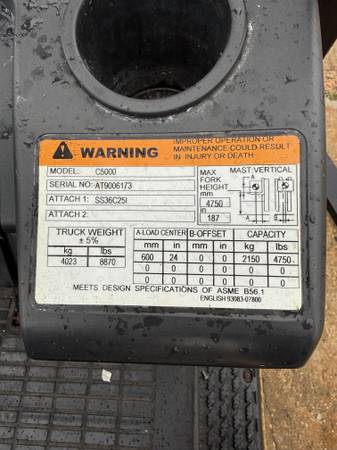 WARNING
IMPROPER OPERATION OR
MAINTENANCE COULD RESULT
IN INJURY OR DEATH
MODEL: C5000
SERIAL NO: AT9006173
ATTACH 1: SS36C25I
ATTACH 2:
MAX
FORK
HEIGHT
mm
4750
in
187
MAST:VERTICAL
TRUCK WEIGHT
± 5%
kg lbs
4023 8870
A:LOAD CENTER B-OFFSET CAPACITY
mm in mm in kg lbs
600 24 0 0 2150 4750
0 0 0 0 0 0
0 0 0 0 0 0
MEETS DESIGN SPECIFICATIONS OF ASME B56.1